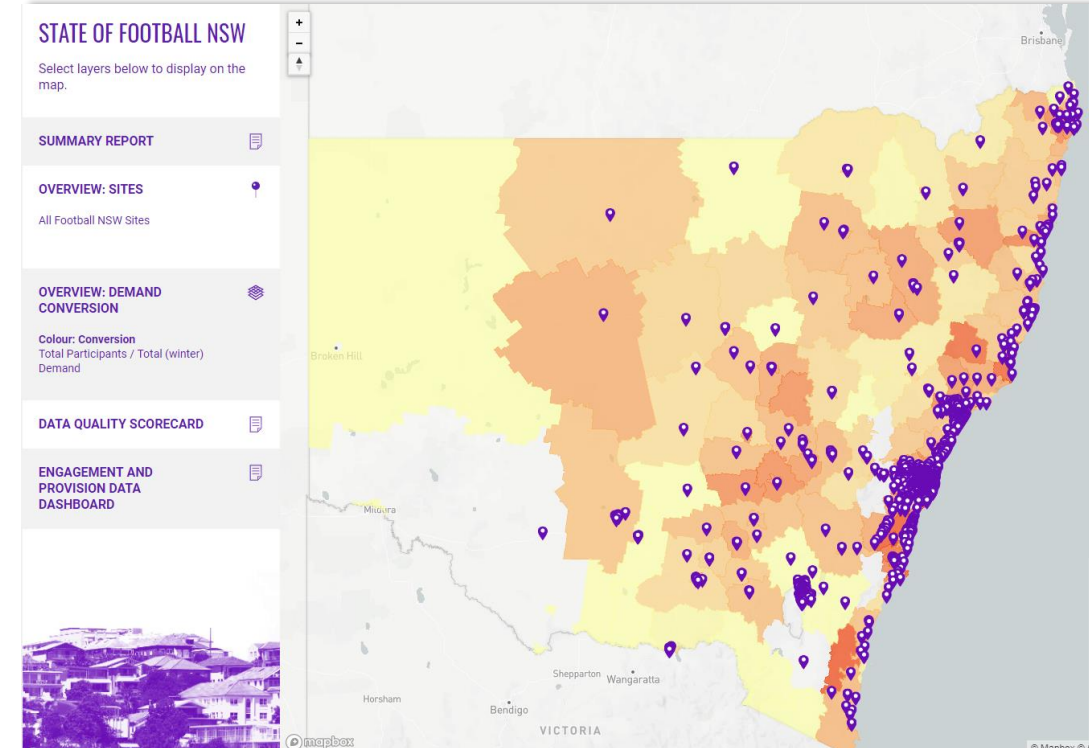 STATE OF FOOTBALL NSW
Select layers below to display on the
map.
SUMMARY REPORT
OVERVIEW: SITES
All Football NSW Sites
OVERVIEW: DEMAND
CONVERSION
Colour: Conversion
Total Participants / Total (winter)
Demand
DATA QUALITY SCORECARD
ENGAGEMENT AND
PROVISION DATA
DASHBOARD
+
−
Brisbane
Broken Hill
Mildura
Shepparton
Wangaratta
Horsham
Bendigo
VICTORIA
mapbox
© Mapbox ©